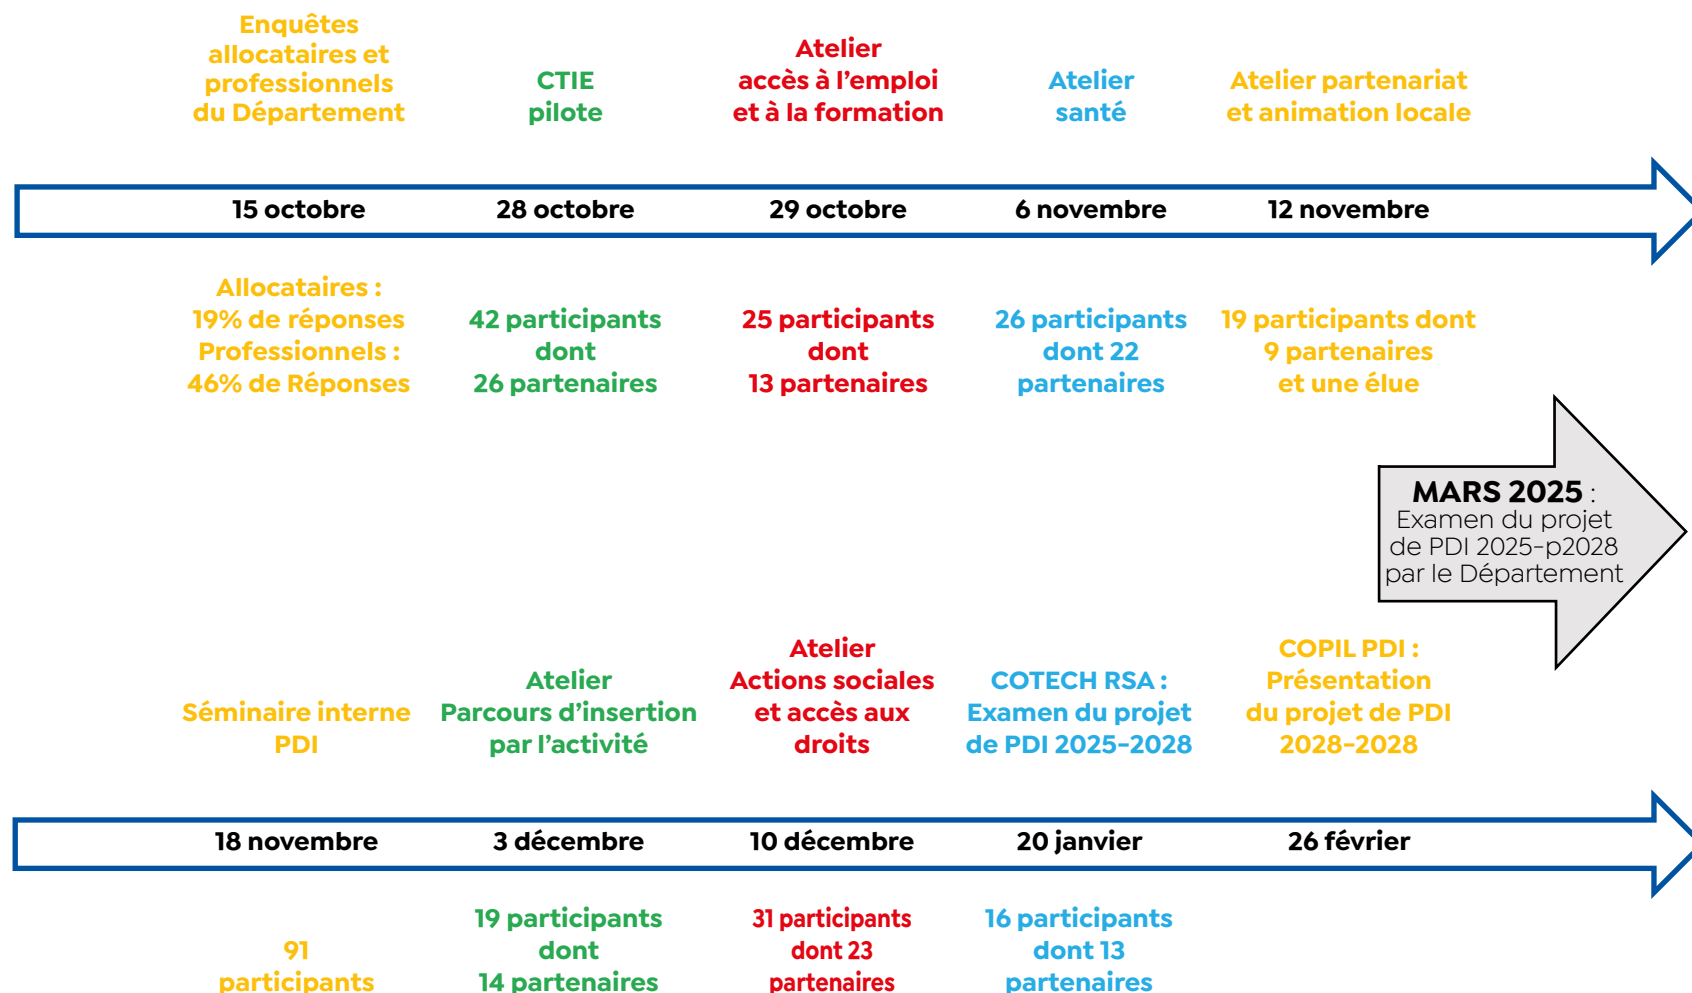 Enquêtes
allocataires et
professionnels
du Département
CTIE
pilote
Atelier
accès à l'emploi
et à la formation
Atelier
santé
Atelier partenariat
et animation locale
15 octobre
28 octobre
29 octobre
6 novembre
12 novembre
Allocataires :
19% de réponses
Professionnels :
46% de Réponses
42 participants
dont
26 partenaires
25 participants
dont
13 partenaires
26 participants
dont 22
partenaires
19 participants dont
9 partenaires
et une élue
MARS 2025 :
Examen du projet
de PDI 2025-p2028
par le Département
Séminaire interne
PDI
Atelier
Parcours d'insertion
par l'activité
Atelier
Actions sociales
et accès aux
droits
COTECH RSA :
Examen du projet
de PDI 2025-2028
COPIL PDI :
Présentation
du projet de PDI
2028-2028
18 novembre
3 décembre
10 décembre
20 janvier
26 février
91
participants
19 participants
dont
14 partenaires
31 participants
dont 23
partenaires
16 participants
dont 13
partenaires